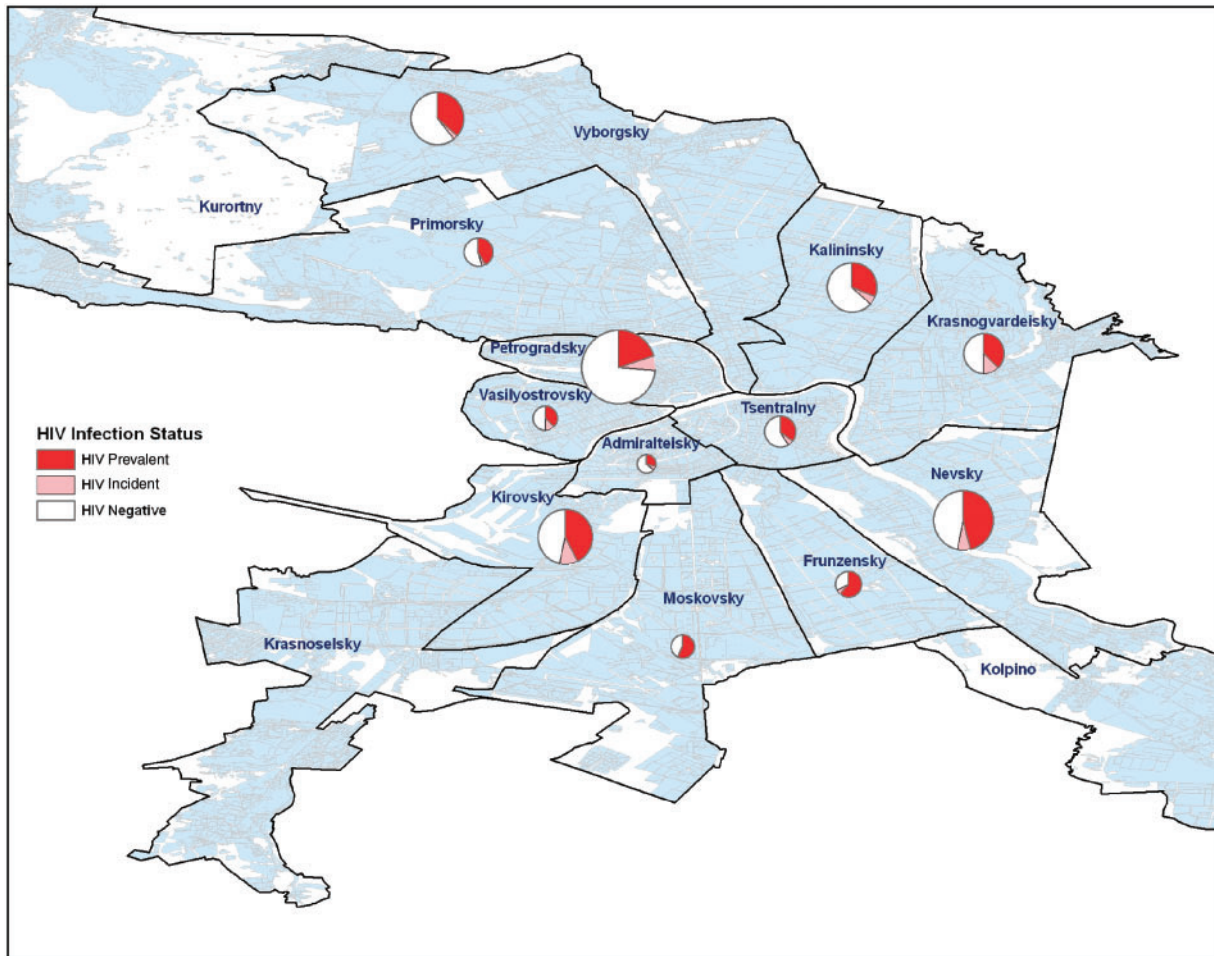 Vyborgsky
Kurortny
Primorsky
Kalininsky
Krasnogvardeisky
Petrogradsky
Vasilyostrovsky
Tsentralny
Admiralteisky
HIV Infection Status
HIV Prevalent
HIV Incident
HIV Negative
Kirovsky
Nevsky
Frunzensky
Moskovsky
Krasnoselsky
Kolpino